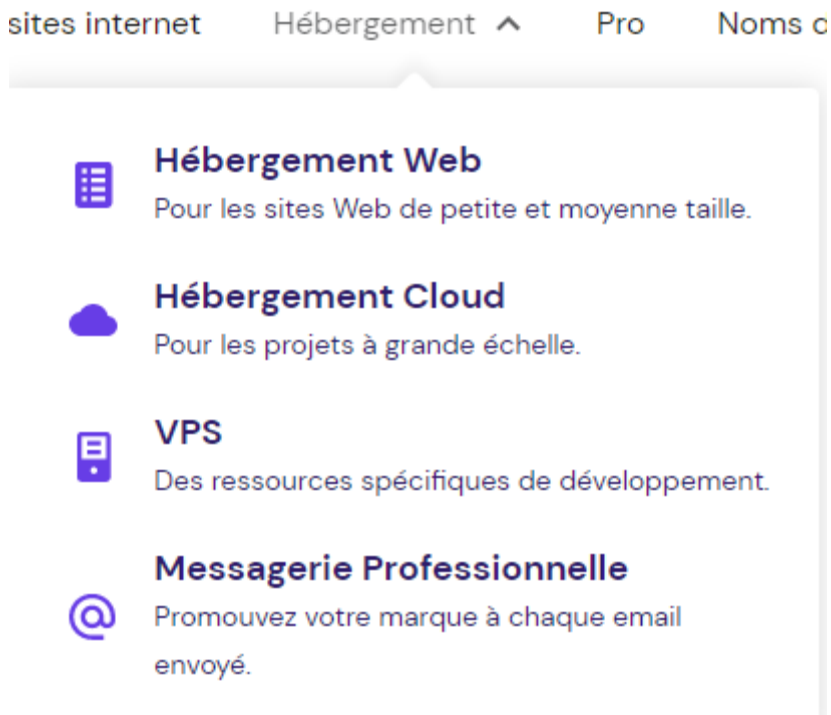 sites internet Hébergement Pro Noms d
Hébergement Web
Pour les sites Web de petite et moyenne taille.
Hébergement Cloud
Pour les projets à grande échelle.
VPS
Des ressources spécifiques de développement.
Messagerie Professionnelle
Promouvez votre marque à chaque email
envoyé.